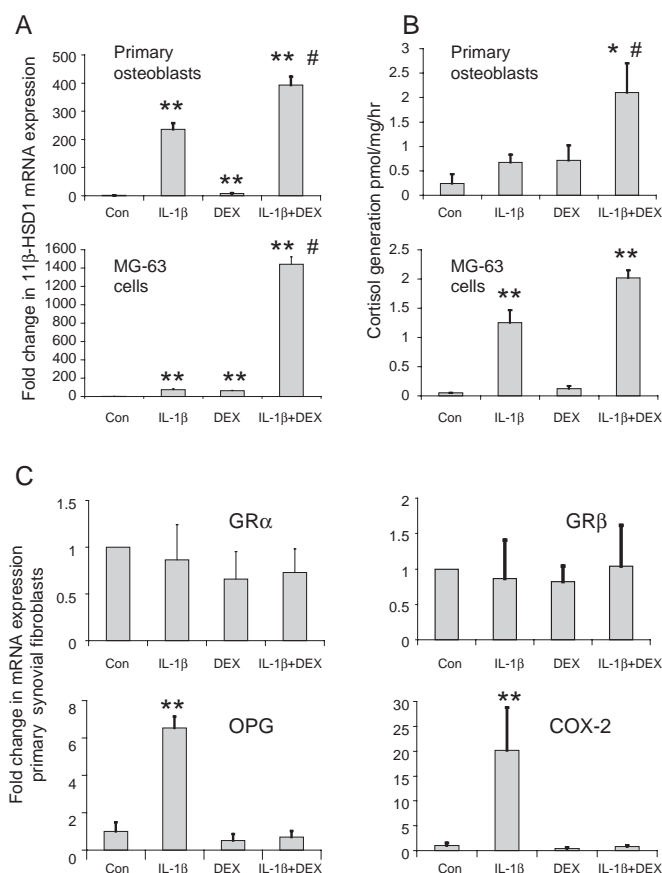 A
Fold change in 11β-HSD1 mRNA expression
Primary
osteoblasts
500
400
300
200
100
0
**
**
** #
Con IL-1β DEX IL-1β+DEX
MG-63
cells
1600
1400
1200
1000
800
600
400
200
0
**
**
** #
Con IL-1β DEX IL-1β+DEX
B
Cortisol generation pmol/mg/hr
Primary
osteoblasts
3
2.5
2
1.5
1
0.5
0
* #
Con IL-1β DEX IL-1β+DEX
MG-63
cells
2.5
2
1.5
1
0.5
0
**
**
Con IL-1β DEX IL-1β+DEX
C
Fold change in mRNA expression
primary synovial fibroblasts
GRα
1.5
1
0.5
0
Con IL-1β DEX IL-1β+DEX
GRβ
2
1.5
1
0.5
0
Con IL-1β DEX IL-1β+DEX
OPG
8
6
4
2
0
**
Con IL-1β DEX IL-1β+DEX
COX-2
30
25
20
15
10
5
0
**
Con IL-1β DEX IL-1β+DEX